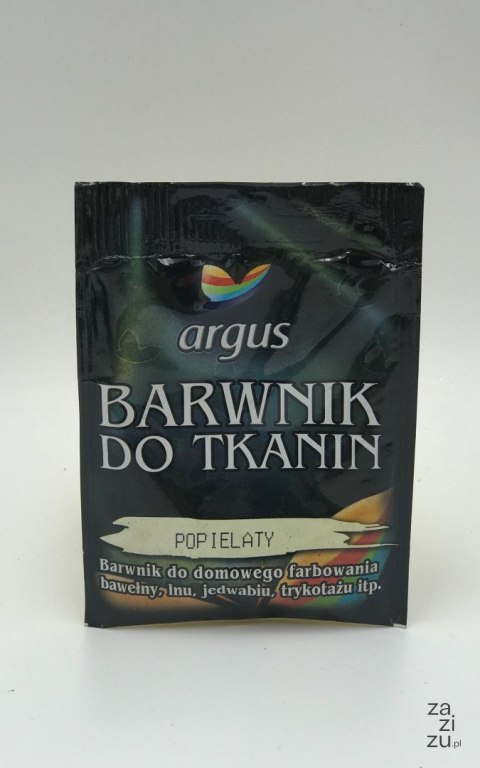 argus
BARWNIK
DO TKANIN
POPIELATY
Barwnik do domowego farbowania
bawełny, lnu, jedwabiu, trykotażu itp.
za
zi
zu.pl